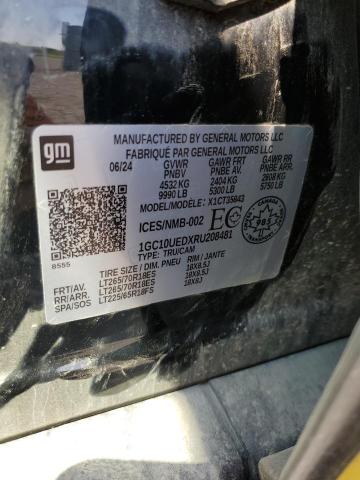 gm
MANUFACTURED BY GENERAL MOTORS LLC
FABRIQUÉ PAR GENERAL MOTORS LLC
06/24 GVWR GAWR FRT GAWR RR
PNBV PNBE AV. PNBE ARR.
4532 KG 2404 KG 2608 KG
9990 LB 5300 LB 5750 LB
MODEL/MODÈLE: X1CT35843
ICES/NMB-002 EC
1GC10UEDXRU208481
TYPE: TRU/CAM
8555
TIRE SIZE/DIM. PNEU RIM / JANTE
FRT/AV. LT265/70R18ES 18X8.5J
RR/ARR. LT265/70R18ES 18X8.5J
SPA/SOS LT225/65R18FS 18X8J
985